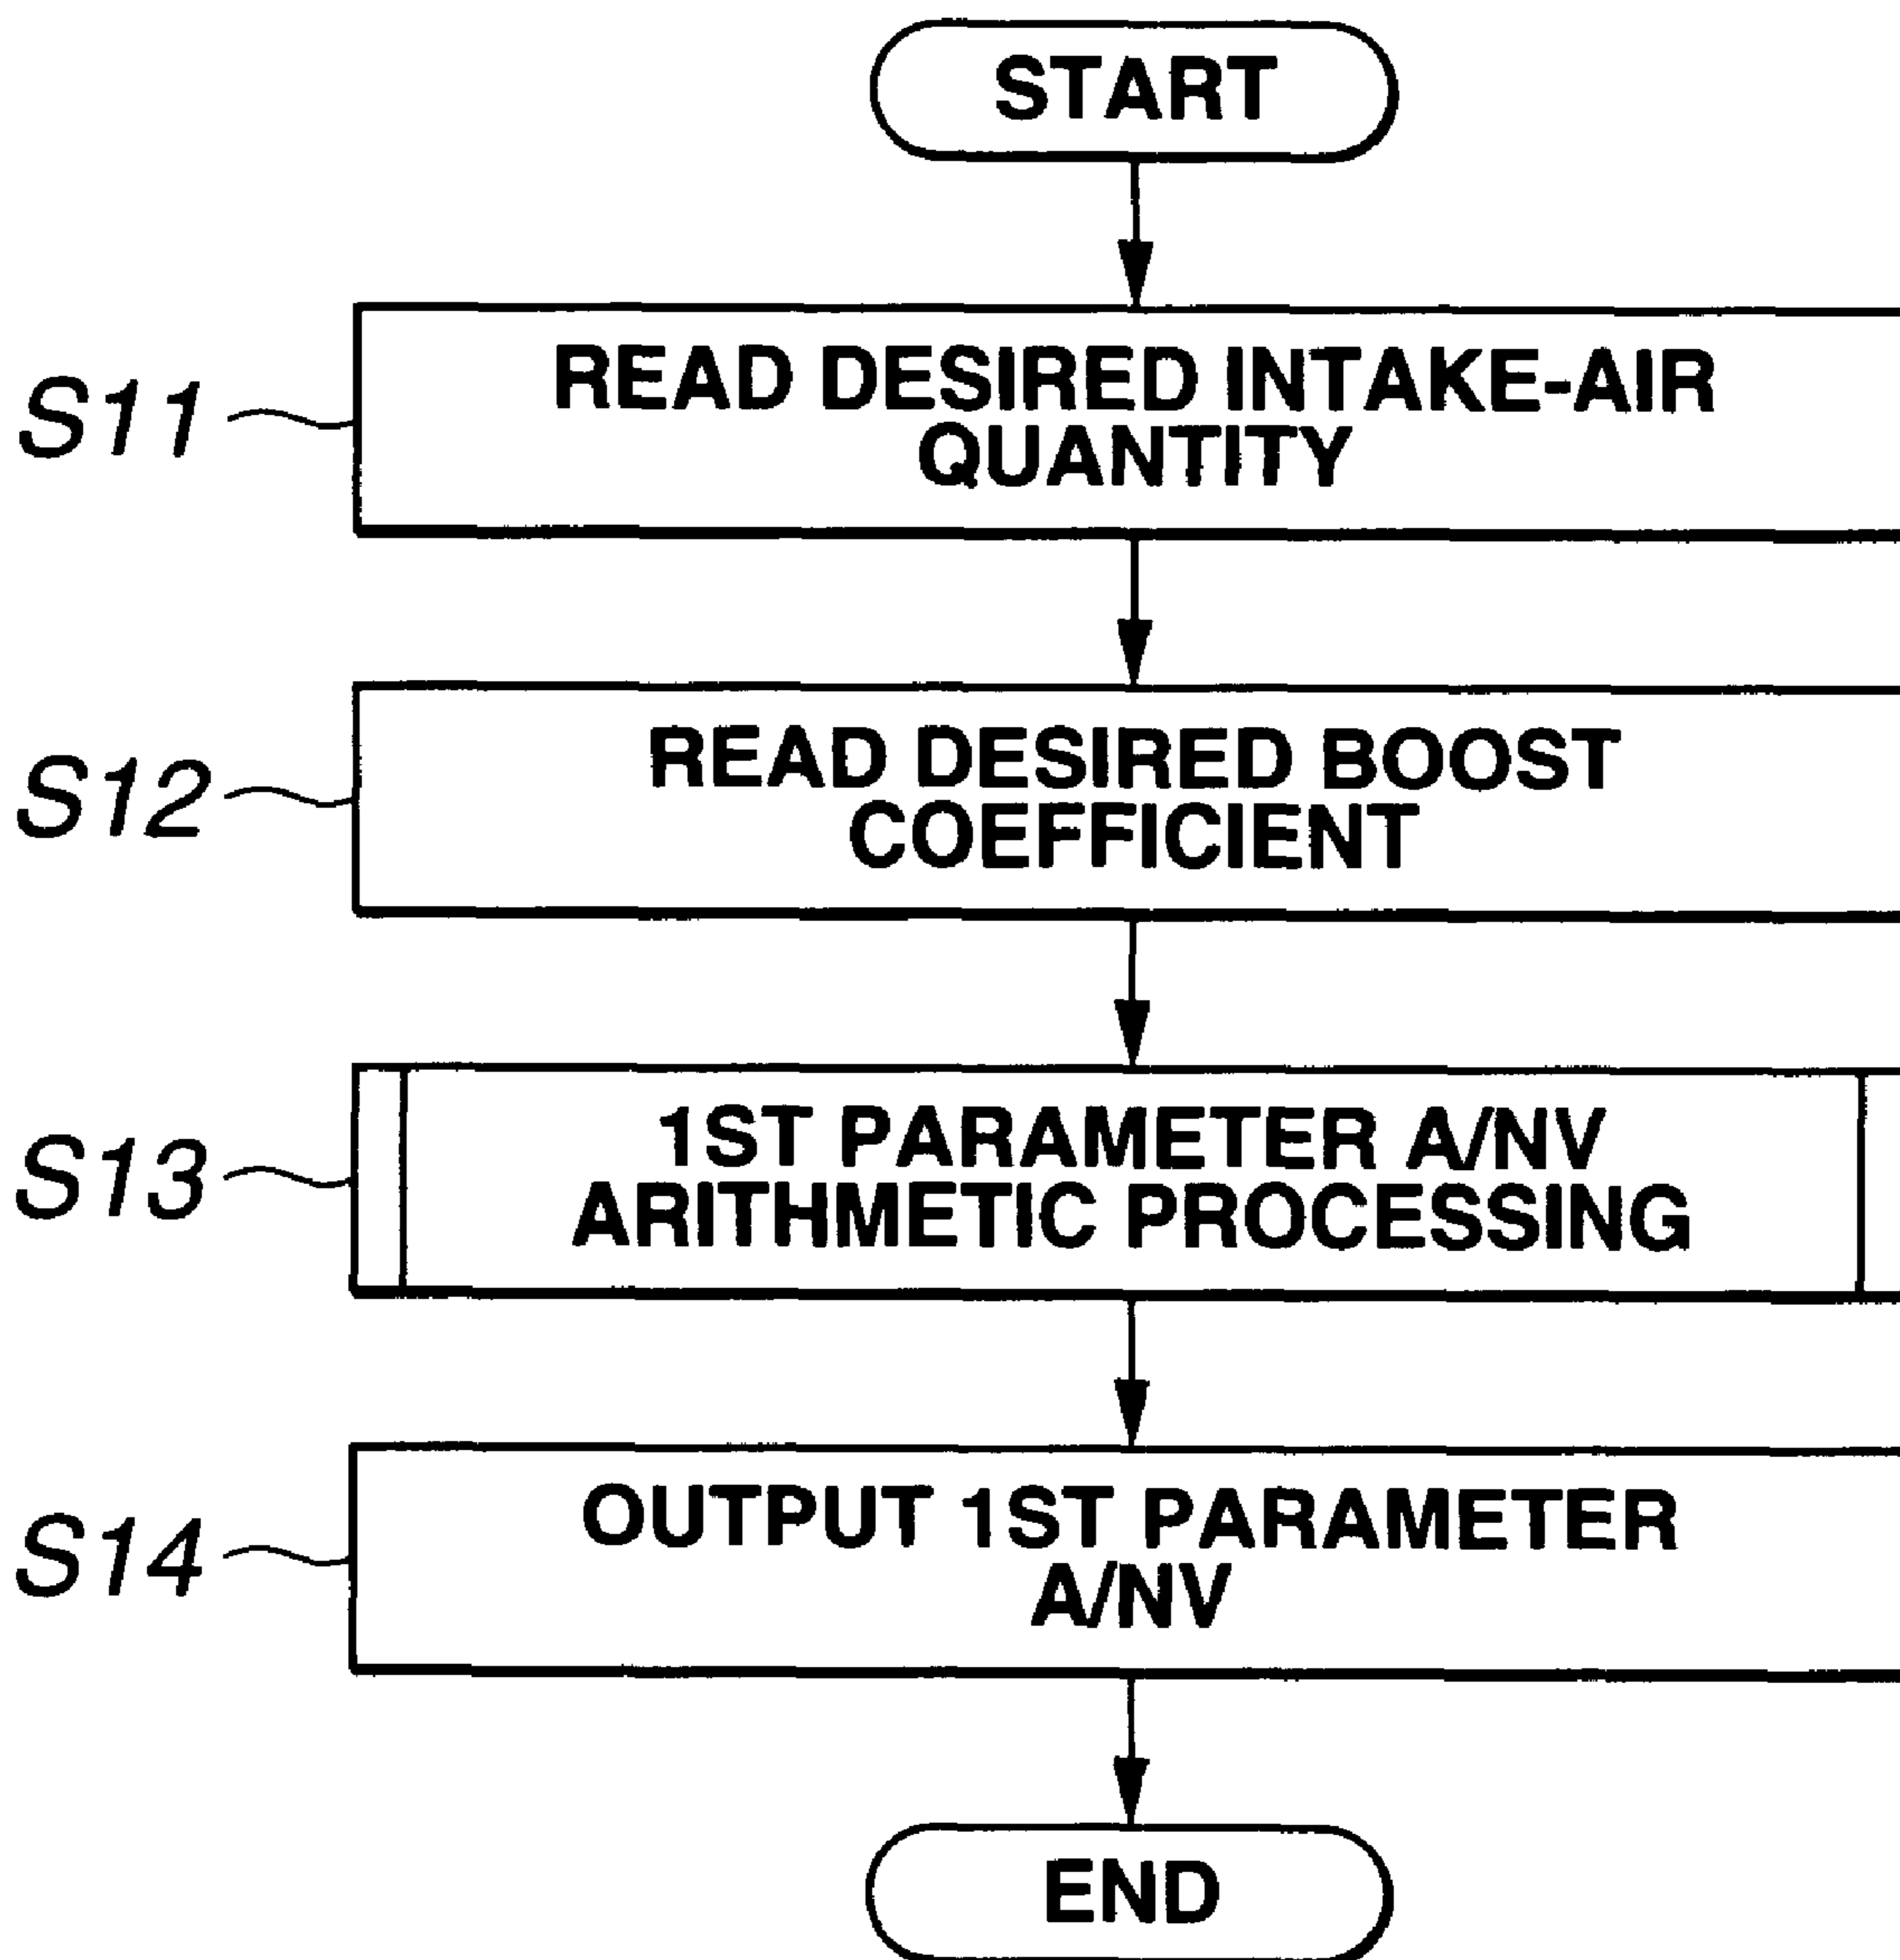 START
READ DESIRED INTAKE-AIR
QUANTITY
S11
READ DESIRED BOOST
COEFFICIENT
S12
1ST PARAMETER A/NV
ARITHMETIC PROCESSING
S13
OUTPUT 1ST PARAMETER
A/NV
S14
END